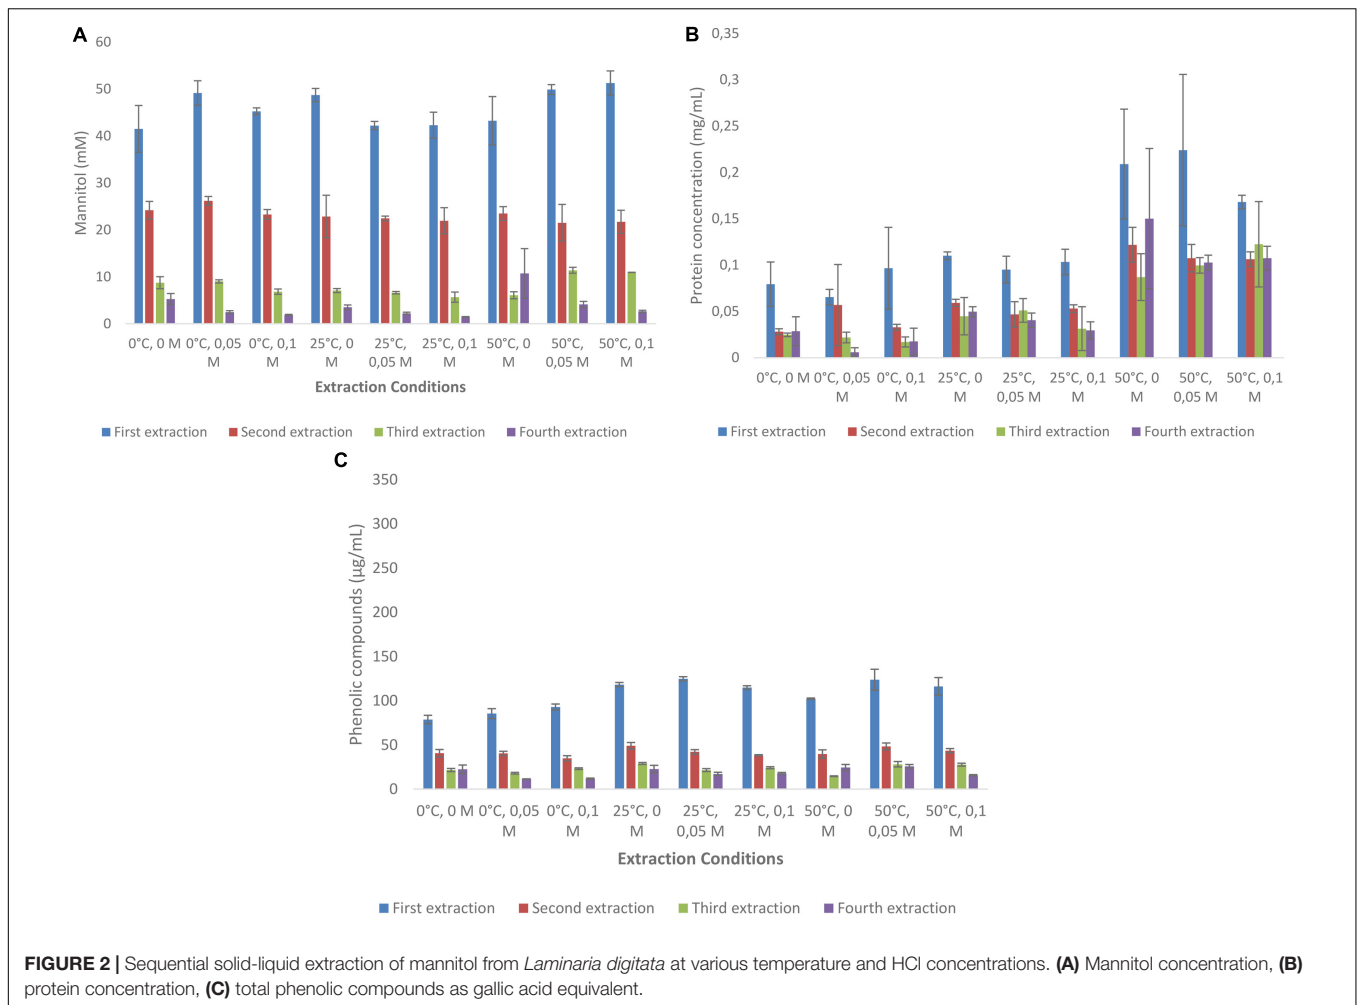 A
60
50
40
30
20
10
0
Mannitol (mM)
0°C, 0 M
0°C, 0,05 M
0°C, 0,1 M
25°C, 0 M
25°C, 0,05 M
25°C, 0,1 M
50°C, 0 M
50°C, 0,05 M
50°C, 0,1 M
Extraction Conditions
First extraction Second extraction Third extraction Fourth extraction
B
0,35
0,3
0,25
0,2
0,15
0,1
0,05
0
Protein concentration (mg/mL)
0°C, 0 M
0°C, 0,05 M
0°C, 0,1 M
25°C, 0 M
25°C, 0,05 M
25°C, 0,1 M
50°C, 0 M
50°C, 0,05 M
50°C, 0,1 M
First extraction Second extraction Third extraction Fourth extraction
C
350
300
250
200
150
100
50
0
Phenolic compounds (µg/mL)
0°C, 0 M
0°C, 0,05 M
0°C, 0,1 M
25°C, 0 M
25°C, 0,05 M
25°C, 0,1 M
50°C, 0 M
50°C, 0,05 M
50°C, 0,1 M
Extraction Conditions
First extraction Second extraction Third extraction Fourth extraction
FIGURE 2 | Sequential solid-liquid extraction of mannitol from Laminaria digitata at various temperature and HCl concentrations. (A) Mannitol concentration, (B)
protein concentration, (C) total phenolic compounds as gallic acid equivalent.